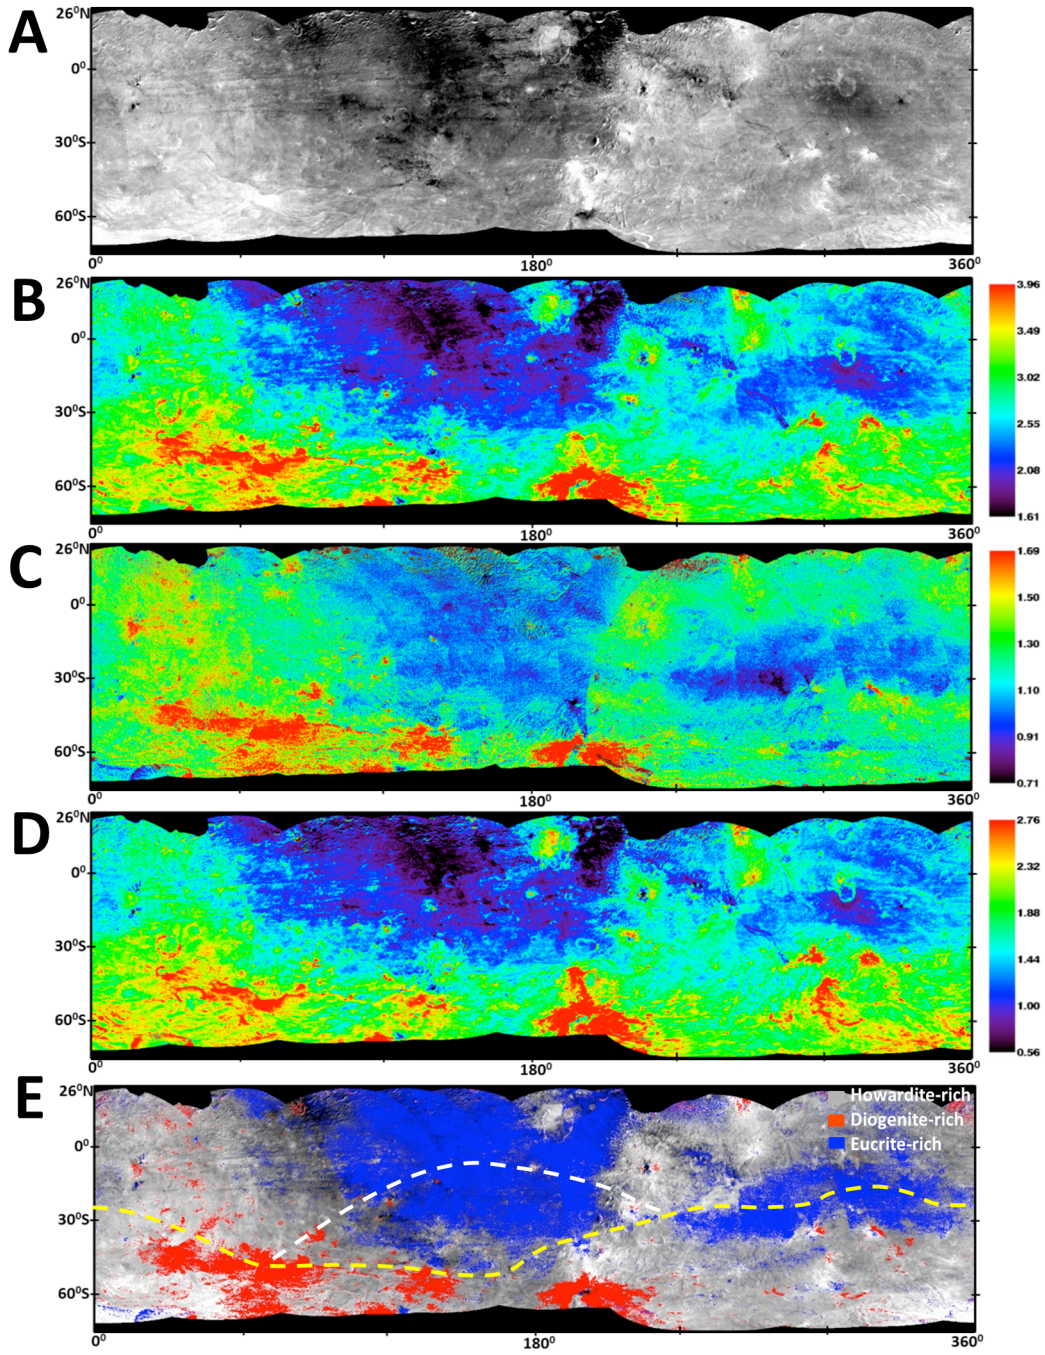 A
26⁰N
0⁰
30⁰S
60⁰S
0⁰ 180⁰ 360⁰
B
26⁰N
0⁰
30⁰S
60⁰S
0⁰ 180⁰ 360⁰
3.96
3.49
3.02
2.55
2.08
1.61
C
26⁰N
0⁰
30⁰S
60⁰S
0⁰ 180⁰ 360⁰
1.69
1.50
1.30
1.10
0.91
0.71
D
26⁰N
0⁰
30⁰S
60⁰S
0⁰ 180⁰ 360⁰
2.76
2.32
1.88
1.44
1.00
0.56
E
26⁰N
0⁰
30⁰S
60⁰S
0⁰ 180⁰ 360⁰
Howardite-rich
Diogenite-rich
Eucrite-rich